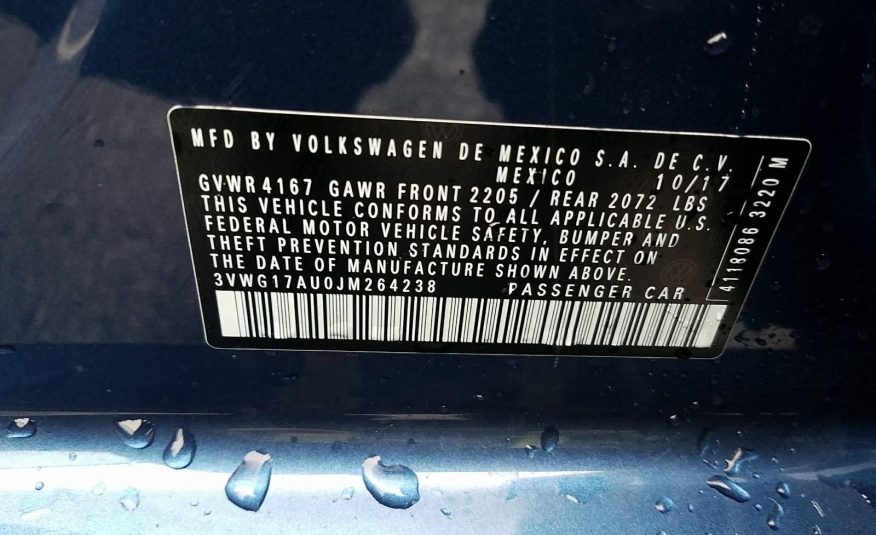 MFD BY VOLKSWAGEN DE MEXICO S.A. DE C.V.
MEXICO 10/17
GVWR 4167 GAWR FRONT 2205 / REAR 2072 LBS
THIS VEHICLE CONFORMS TO ALL APPLICABLE U.S.
FEDERAL MOTOR VEHICLE SAFETY, BUMPER AND
THEFT PREVENTION STANDARDS IN EFFECT ON
THE DATE OF MANUFACTURE SHOWN ABOVE.
3VWG17AU0JM264238 PASSENGER CAR
4118086 3220 M